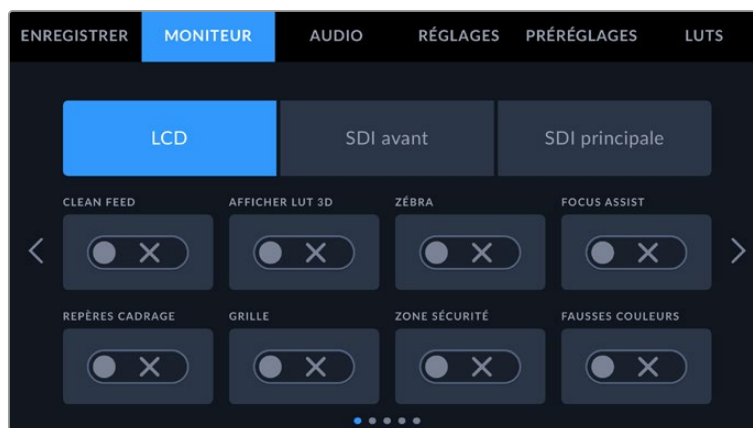 ENREGISTRER MONITEUR AUDIO RÉGLAGES PRÉRÉGLAGES LUTS
LCD SDI avant SDI principale
CLEAN FEED AFFICHER LUT 3D ZÉBRA FOCUS ASSIST
REPÈRES CADRAGE GRILLE ZONE SÉCURITÉ FAUSSES COULEURS